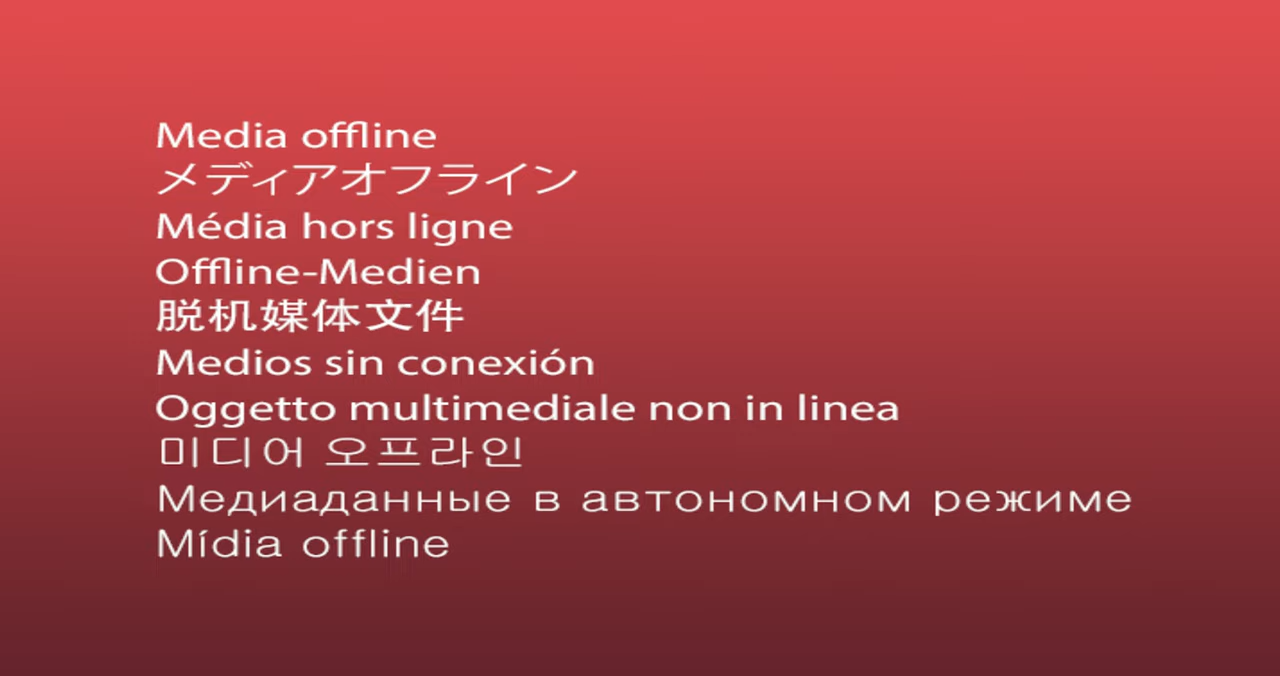 Media offline
メディアオフライン
Média hors ligne
Offline-Medien
脱机媒体文件
Medios sin conexión
Oggetto multimediale non in linea
미디어 오프라인
Медиаданные в автономном режиме
Mídia offline